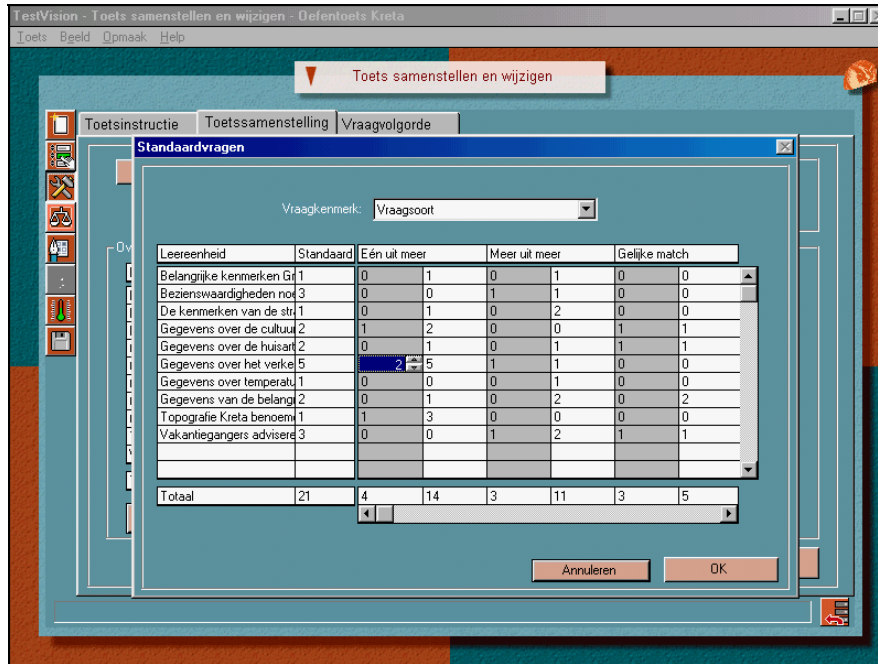 TestVision - Toets samenstellen en wijzigen - Oefentoets Kreta
Toets Beeld Opmaak Help
Toets samenstellen en wijzigen
Toetsinstructie Toetssamenstelling Vraagvolgorde
Standaardvragen
Vraagkenmerk: Vraagsoort
Ov
Leereenheid Standaard Eén uit meer Meer uit meer Gelijke match
Belangrijke kenmerken Gr 1 0 1 0 1 0 0
Bezienswaardigheden noe 3 0 0 1 1 0 0
De kenmerken van de stra 1 0 1 0 2 0 0
Gegevens over de cultuur 2 1 2 0 0 1 1
Gegevens over de huisart 2 0 1 0 1 1 1
Gegevens over het verke 5 2 5 1 1 0 0
Gegevens over temperatu 1 0 0 0 1 0 0
Gegevens van de belangr 2 0 1 0 2 0 2
Topografie Kreta benoeme 1 1 3 0 0 0 0
Vakantiegangers advisere 3 0 0 1 2 1 1
Totaal 21 4 14 3 11 3 5
Annuleren OK